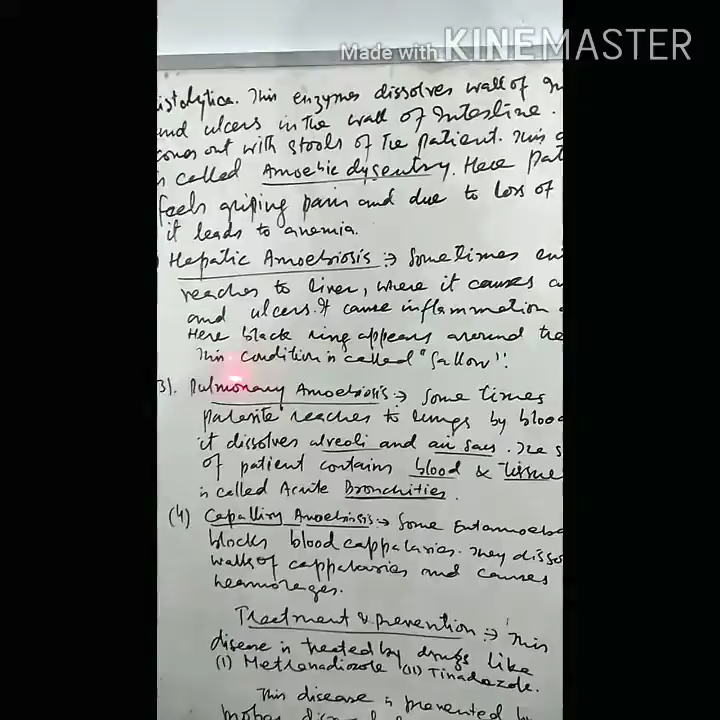 Made with KINEMASTER
istolytica. This enzymes dissolves wall of In
and ulcers in the wall of Intestine.
comes out with stools of The patient. This
is called Amoebic dysentry. Here Pat
feels griping pain and due to loss of
it leads to anemia.
Hepatic Amoebiosis :→ Sometimes en
reaches to liver, where it causes a
and ulcers. It cause inflammation
Here black ring appears around the
This condition is called "Sallow".
3). Pulmonary Amoebiosis :→ Some times
parasite reaches to lungs by blood
it dissolves alveoli and air sacs. The s
of patient contains blood & tissue
is called Acute Bronchities.
(4) Capallary Amoebiosis :→ Some Entamoeba
blocks blood cappalaries. They disso
walls of cappalaries and causes
heamorages.
Treatment & prevention :→ This
disease is treated by drugs like
(i) Methanadiozole (ii) Tinadazole.
This disease is prevented by